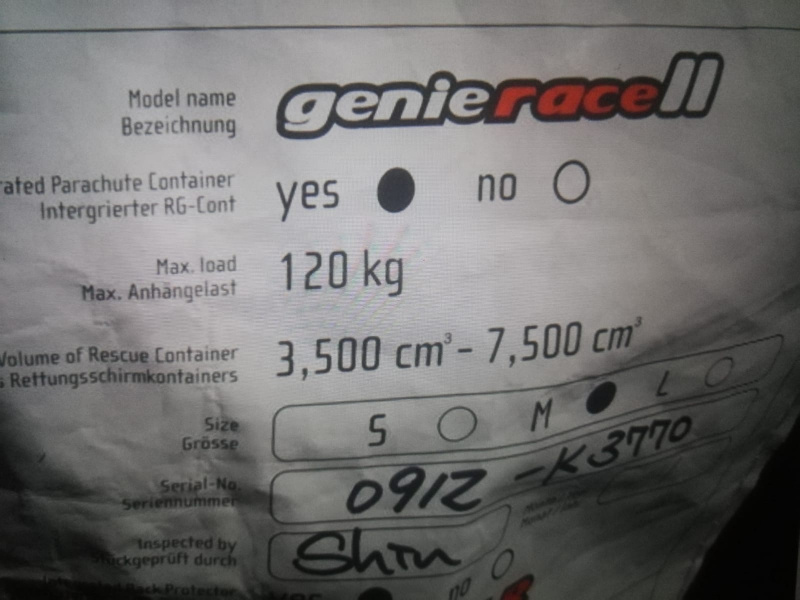 Model name
Bezeichnung
genieraceII
rated Parachute Container
Intergrierter RG-Cont
yes no
Max. load
Max. Anhängelast
120 kg
Volume of Rescue Container
s Rettungsschirmkontainers
3,500 cm³ - 7,500 cm³
Size
Grösse
S M L
Serial-No.
Seriennummer
0912 -K3770
Inspected by
ückgeprüft durch
no